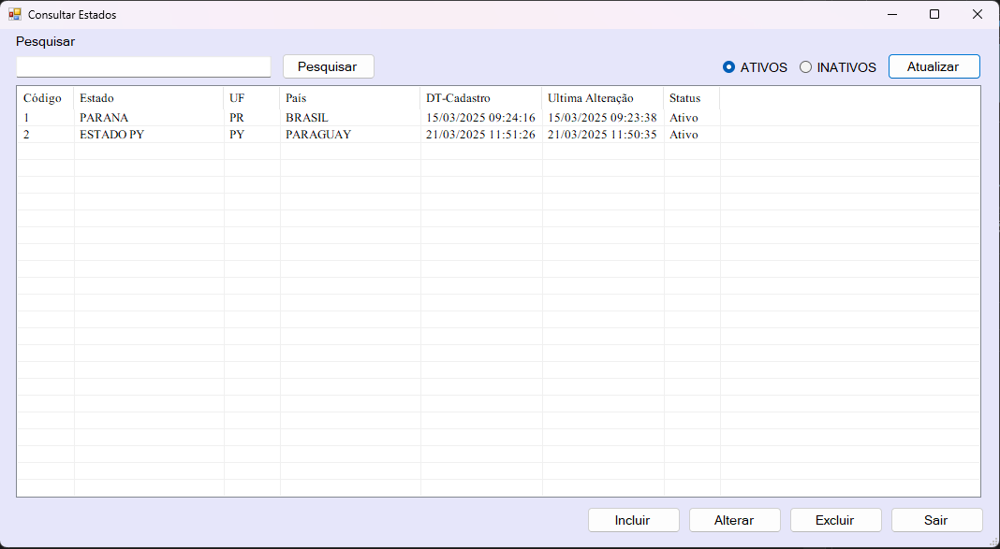 Consultar Estados
Pesquisar
Pesquisar ATIVOS INATIVOS Atualizar
Código Estado UF País DT-Cadastro Ultima Alteração Status
1 PARANA PR BRASIL 15/03/2025 09:24:16 15/03/2025 09:23:38 Ativo
2 ESTADO PY PY PARAGUAY 21/03/2025 11:51:26 21/03/2025 11:50:35 Ativo
Incluir Alterar Excluir Sair